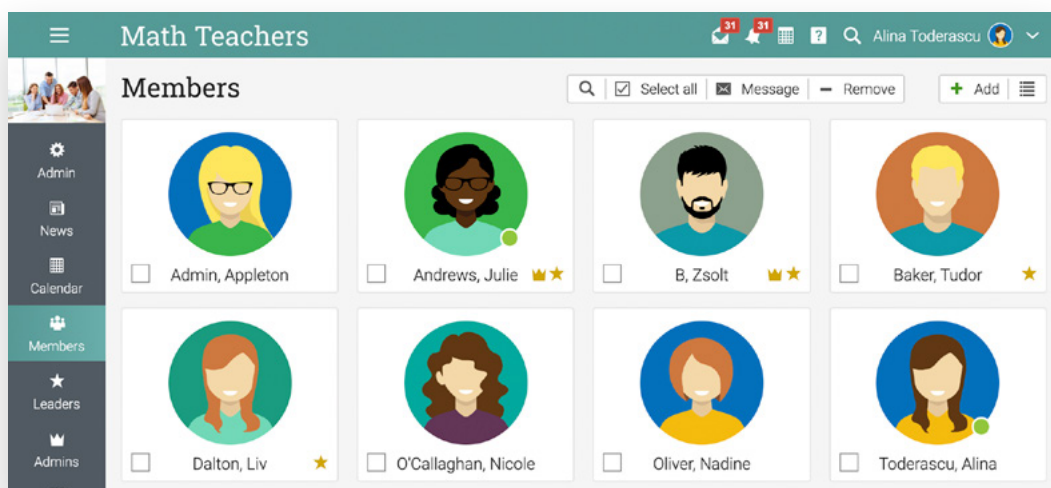 Math Teachers
31
31
?
Alina Toderascu
Members
Select all
Message
Remove
Add
Admin
News
Calendar
Members
Leaders
Admins
Admin, Appleton
Andrews, Julie
B, Zsolt
Baker, Tudor
Dalton, Liv
O'Callaghan, Nicole
Oliver, Nadine
Toderascu, Alina